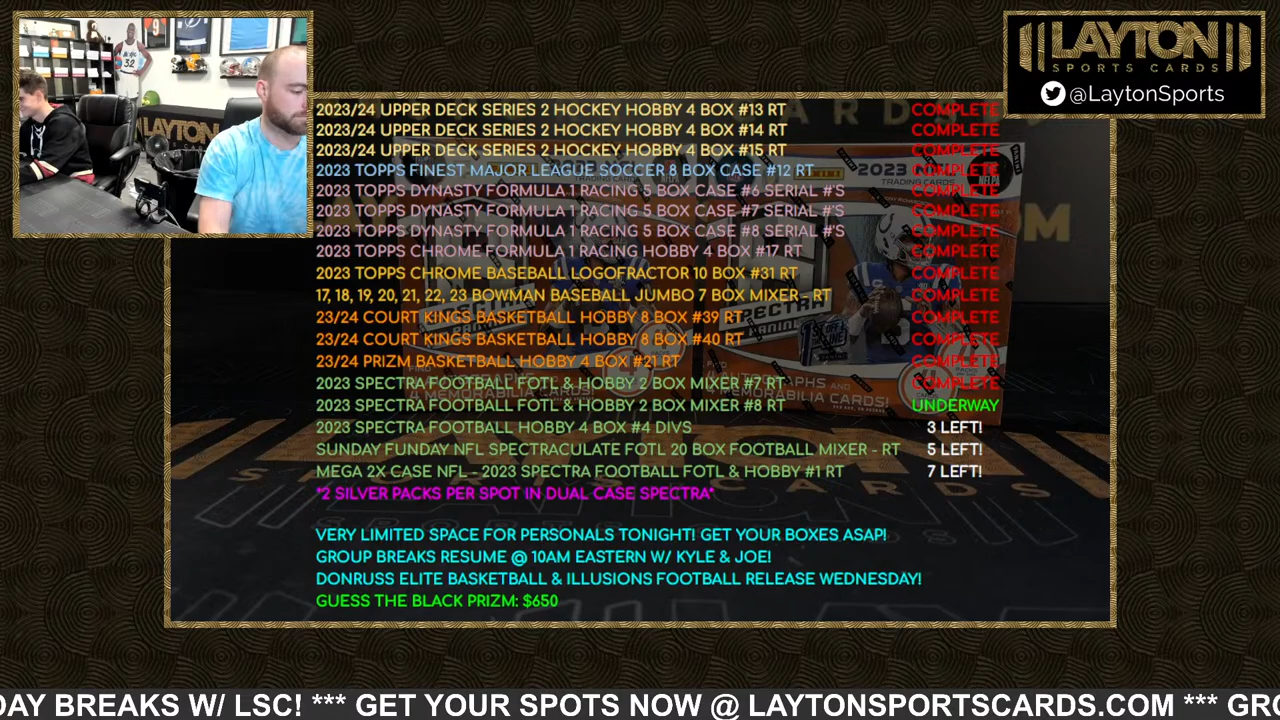 LAYTON
SPORTS CARDS
@LaytonSports
2023/24 UPPER DECK SERIES 2 HOCKEY HOBBY 4 BOX #13 RT COMPLETE
2023/24 UPPER DECK SERIES 2 HOCKEY HOBBY 4 BOX #14 RT COMPLETE
2023/24 UPPER DECK SERIES 2 HOCKEY HOBBY 4 BOX #15 RT COMPLETE
2023 TOPPS FINEST MAJOR LEAGUE SOCCER 8 BOX CASE #12 RT COMPLETE
2023 TOPPS DYNASTY FORMULA 1 RACING 5 BOX CASE #6 SERIAL #'S COMPLETE
2023 TOPPS DYNASTY FORMULA 1 RACING 5 BOX CASE #7 SERIAL #'S COMPLETE
2023 TOPPS DYNASTY FORMULA 1 RACING 5 BOX CASE #8 SERIAL #'S COMPLETE
2023 TOPPS CHROME FORMULA 1 RACING HOBBY 4 BOX #17 RT COMPLETE
2023 TOPPS CHROME BASEBALL LOGOFRACTOR 10 BOX #31 RT COMPLETE
17, 18, 19, 20, 21, 22, 23 BOWMAN BASEBALL JUMBO 7 BOX MIXER - RT COMPLETE
23/24 COURT KINGS BASKETBALL HOBBY 8 BOX #39 RT COMPLETE
23/24 COURT KINGS BASKETBALL HOBBY 8 BOX #40 RT COMPLETE
23/24 PRIZM BASKETBALL HOBBY 4 BOX #21 RT COMPLETE
2023 SPECTRA FOOTBALL FOTL & HOBBY 2 BOX MIXER #7 RT COMPLETE
2023 SPECTRA FOOTBALL FOTL & HOBBY 2 BOX MIXER #8 RT UNDERWAY
2023 SPECTRA FOOTBALL HOBBY 4 BOX #4 DIVS 3 LEFT!
SUNDAY FUNDAY NFL SPECTRACULATE FOTL 20 BOX FOOTBALL MIXER - RT 5 LEFT!
MEGA 2X CASE NFL - 2023 SPECTRA FOOTBALL FOTL & HOBBY #1 RT 7 LEFT!
*2 SILVER PACKS PER SPOT IN DUAL CASE SPECTRA*
VERY LIMITED SPACE FOR PERSONALS TONIGHT! GET YOUR BOXES ASAP!
GROUP BREAKS RESUME @ 10AM EASTERN W/ KYLE & JOE!
DONRUSS ELITE BASKETBALL & ILLUSIONS FOOTBALL RELEASE WEDNESDAY!
GUESS THE BLACK PRIZM: $650
DAY BREAKS W/ LSC! *** GET YOUR SPOTS NOW @ LAYTONSPORTSCARDS.COM *** GRO